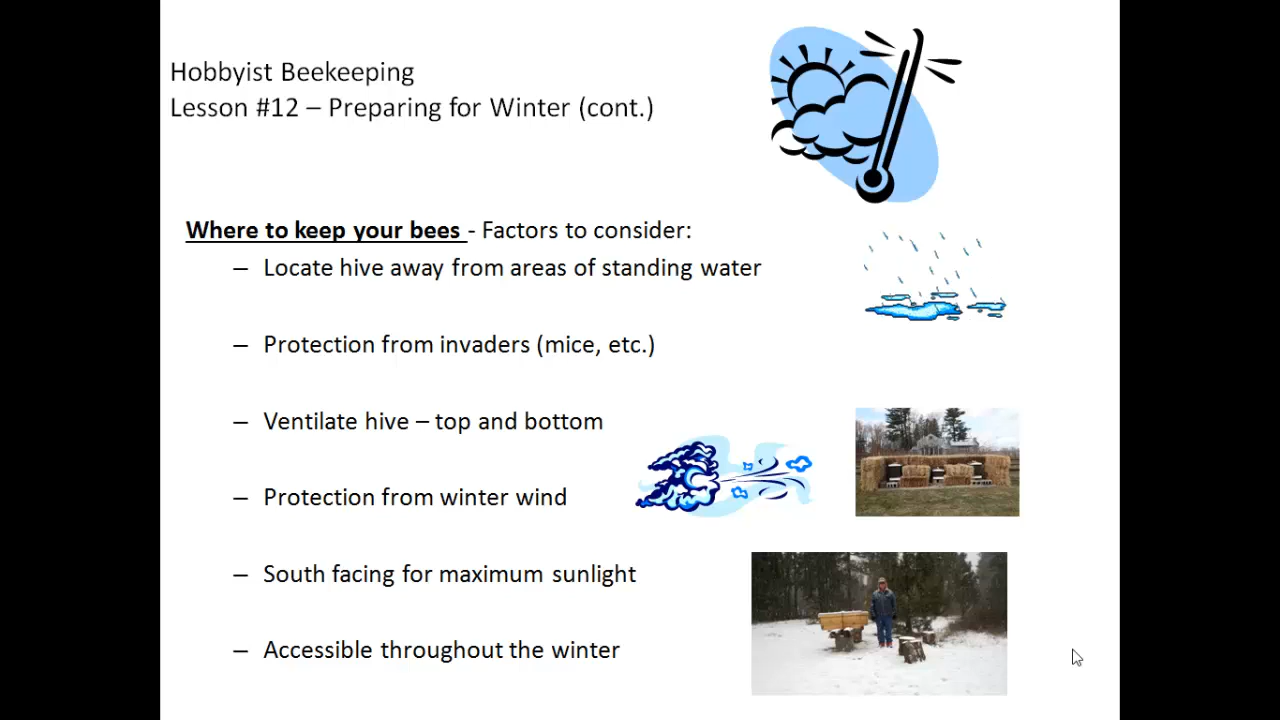 Hobbyist Beekeeping
Lesson #12 – Preparing for Winter (cont.)
Where to keep your bees - Factors to consider:
– Locate hive away from areas of standing water
– Protection from invaders (mice, etc.)
– Ventilate hive – top and bottom
– Protection from winter wind
– South facing for maximum sunlight
– Accessible throughout the winter